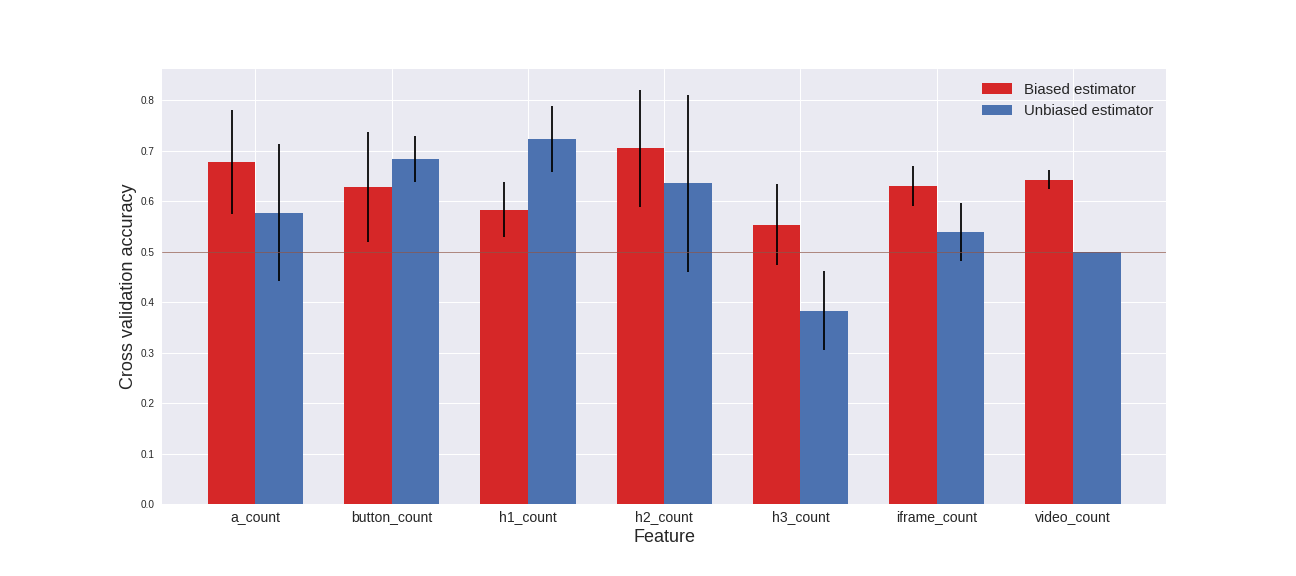 Biased estimator
Unbiased estimator
Cross validation accuracy
0.8
0.7
0.6
0.5
0.4
0.3
0.2
0.1
0.0
a_count button_count h1_count h2_count h3_count iframe_count video_count
Feature